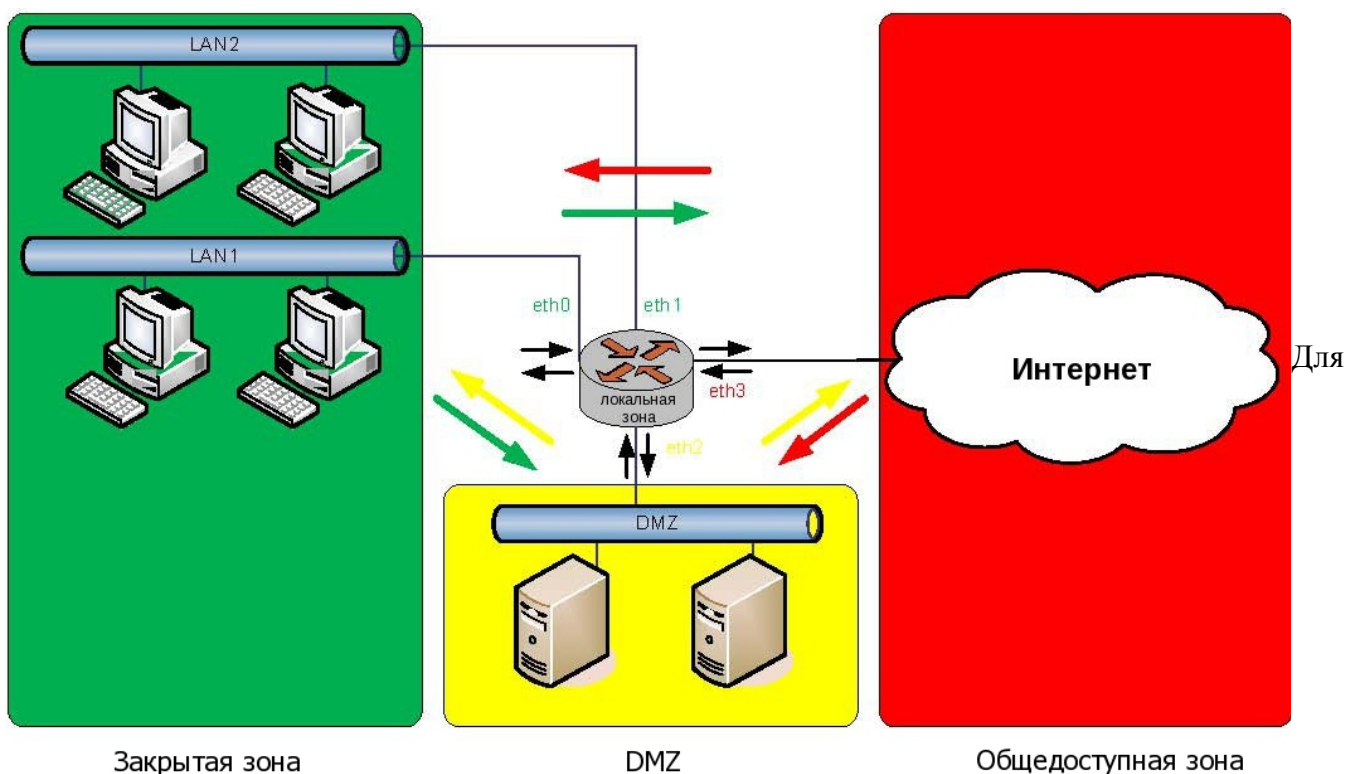 LAN2
LAN1
eth0
eth1
Интернет
Для
eth3
локальная
зона
eth2
DMZ
Закрытая зона
DMZ
Общедоступная зона